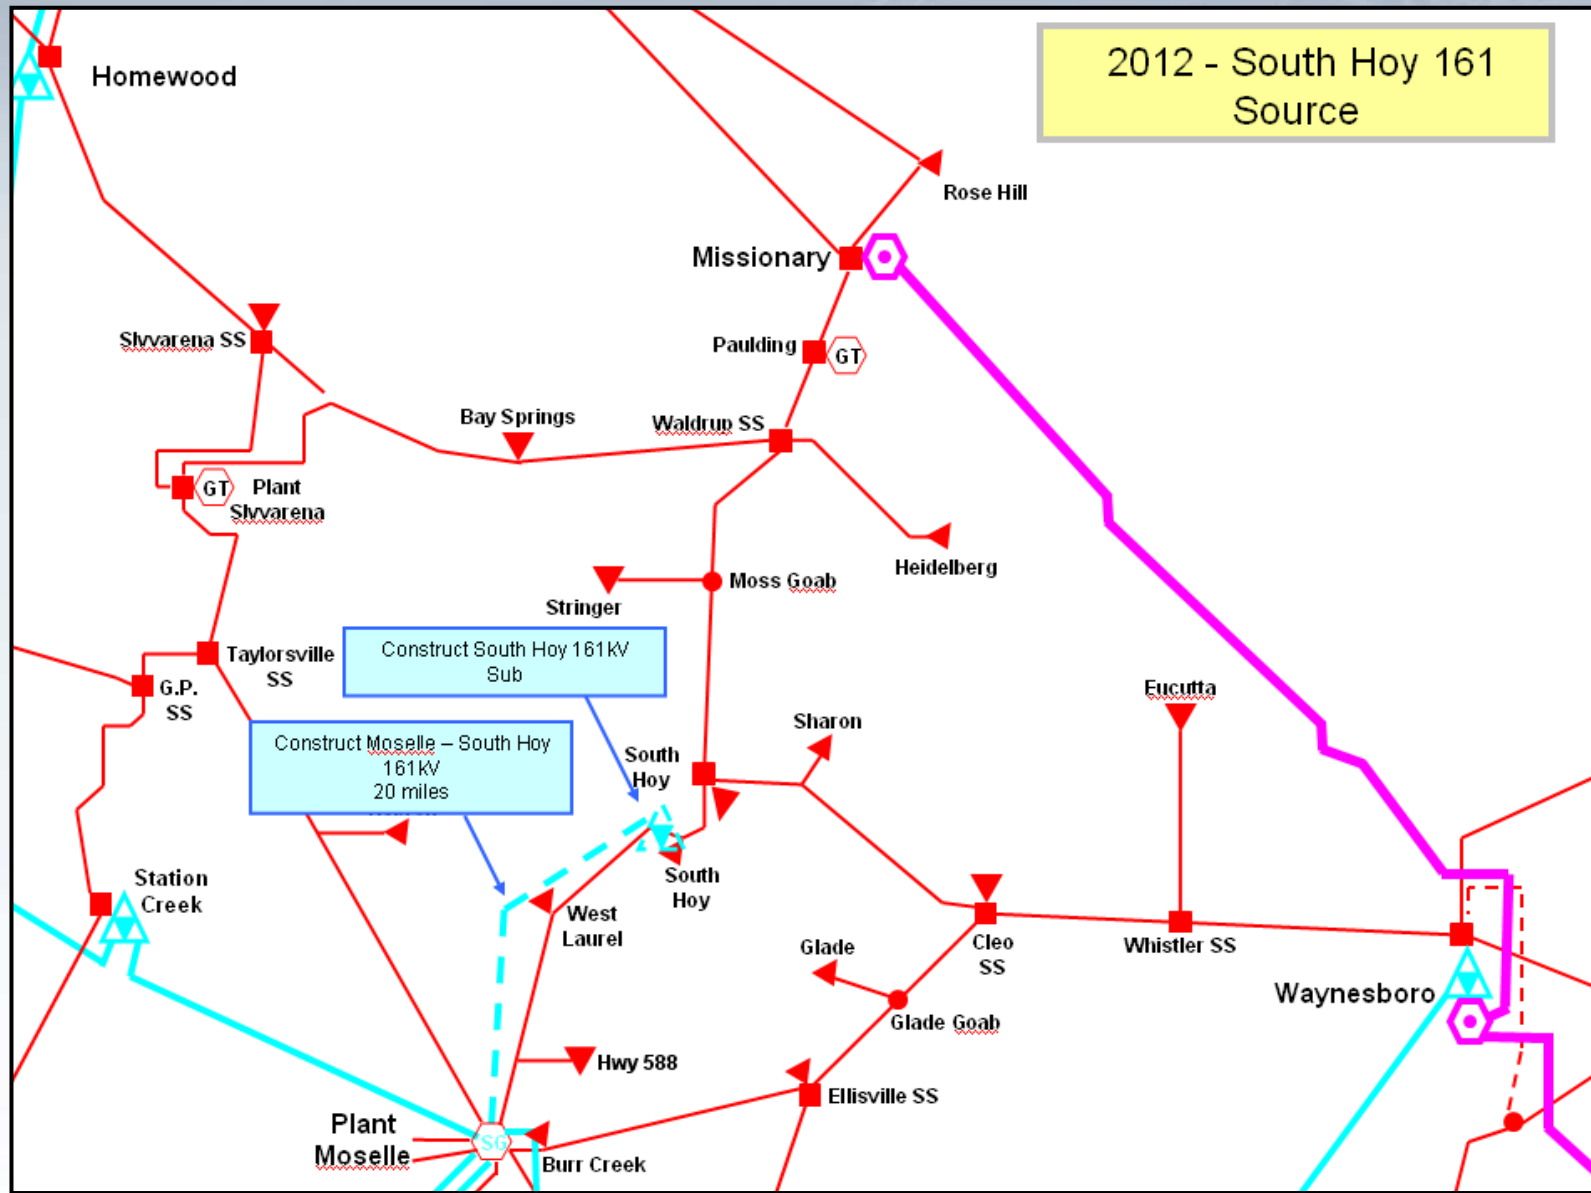 2012 - South Hoy 161
Source
Homewood
Rose Hill
Missionary
Slyvarena SS
Paulding
GT
Bay Springs
Waldrup SS
GT
Plant
Slyvarena
Heidelberg
Moss Goab
Stringer
Construct South Hoy 161kV
Sub
Taylorsville
SS
G.P.
SS
Eucutta
Sharon
Construct Moselle – South Hoy
161kV
20 miles
South
Hoy
South
Hoy
Station
Creek
West
Laurel
Cleo
SS
Whistler SS
Glade
Waynesboro
Glade Goab
Hwy 588
Ellisville SS
Plant
Moselle
SG
Burr Creek